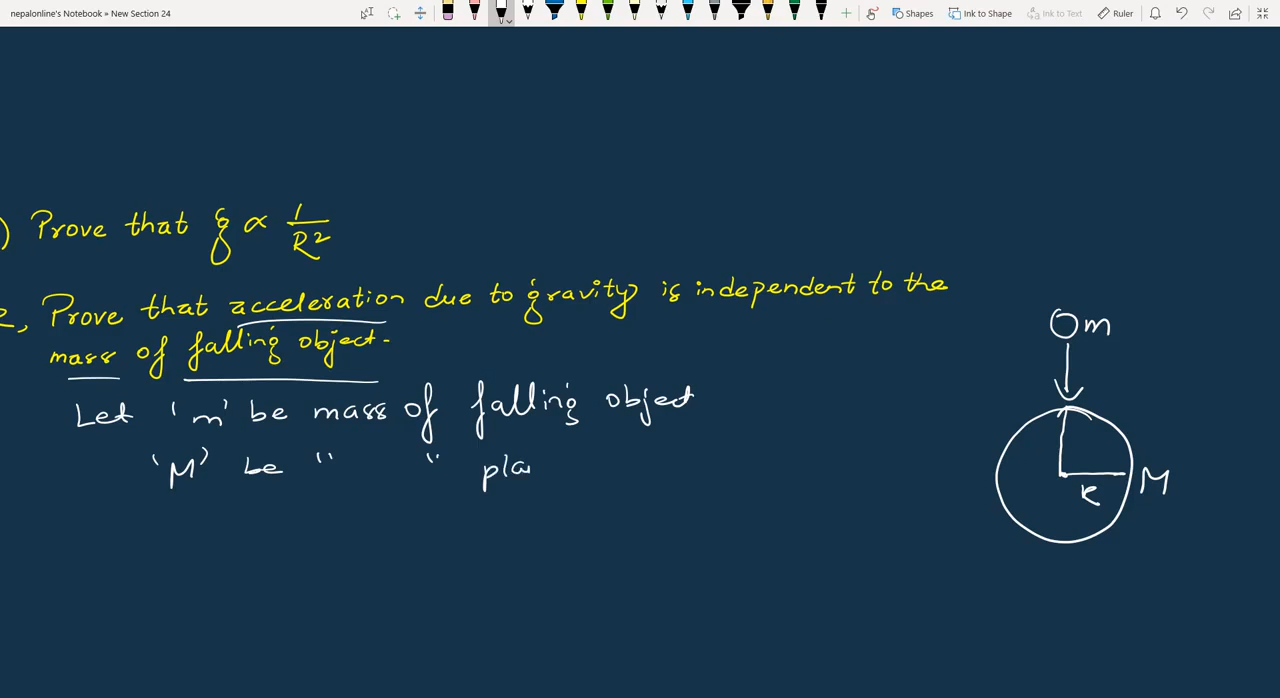 nepalonline's Notebook » New Section 24
Shapes
Ink to Shape
Ink to Text
Ruler
) Prove that g ∝ 1/R²
2, Prove that acceleration due to gravity is independent to the
mass of falling object.
Let 'm' be mass of falling object
'M' be " " pla
m
R
M